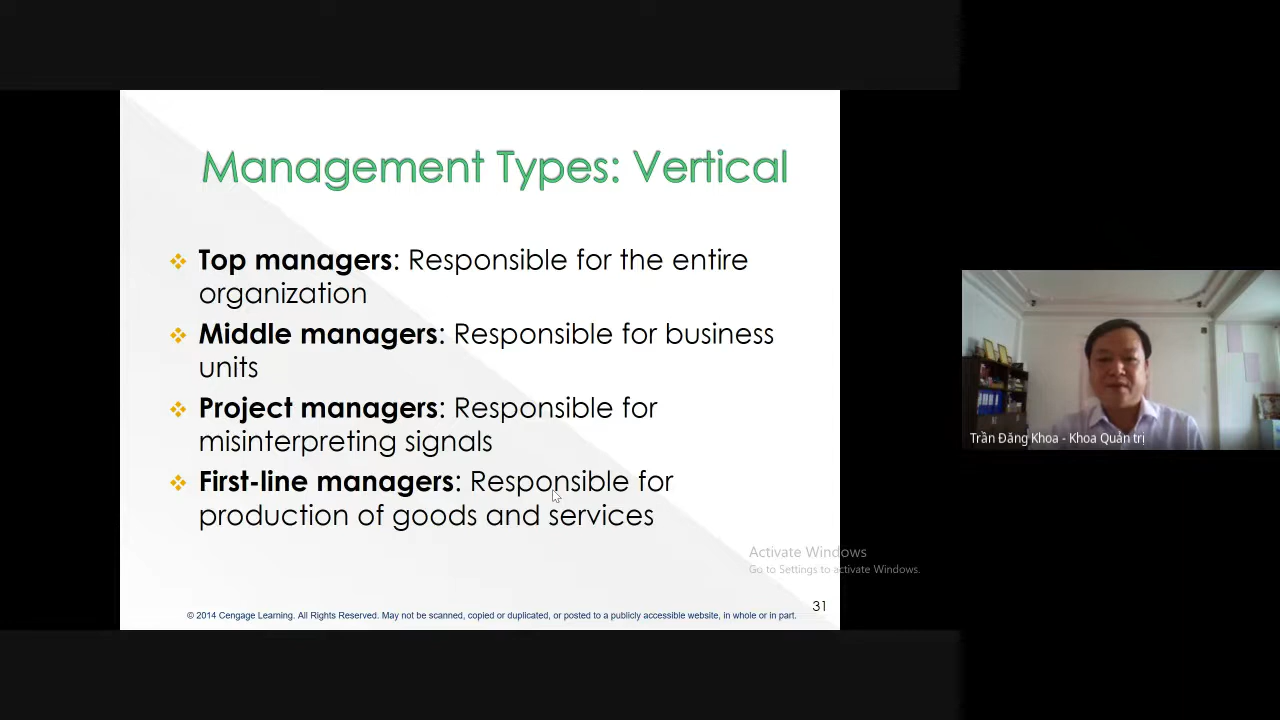 Management Types: Vertical
Top managers: Responsible for the entire
organization
Middle managers: Responsible for business
units
Project managers: Responsible for
misinterpreting signals
First-line managers: Responsible for
production of goods and services
Activate Windows
Go to Settings to activate Windows.
31
© 2014 Cengage Learning. All Rights Reserved. May not be scanned, copied or duplicated, or posted to a publicly accessible website, in whole or in part.
Trần Đăng Khoa - Khoa Quản trị